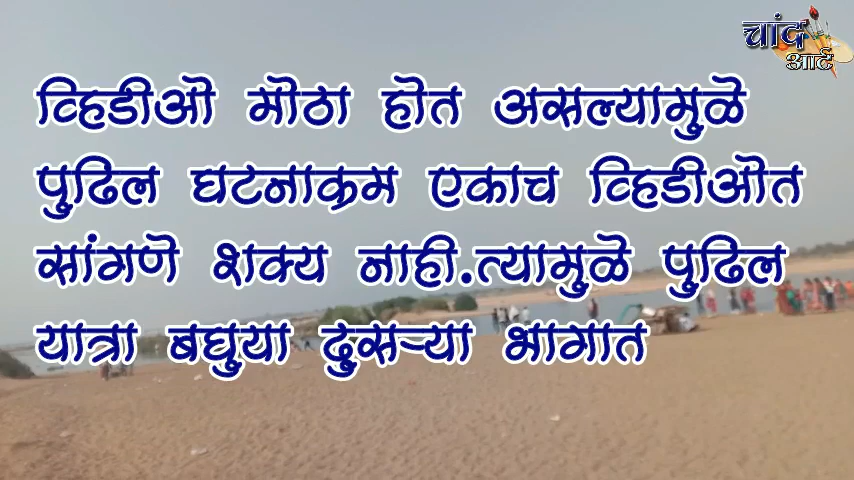 चांद
आर्ट
व्हिडीओ मोठा होत असल्यामुळे
पुढिल घटनाक्रम एकाच व्हिडीओत
सांगणे शक्य नाही.त्यामुळे पुढिल
यात्रा बघुया दुसऱ्या भागात